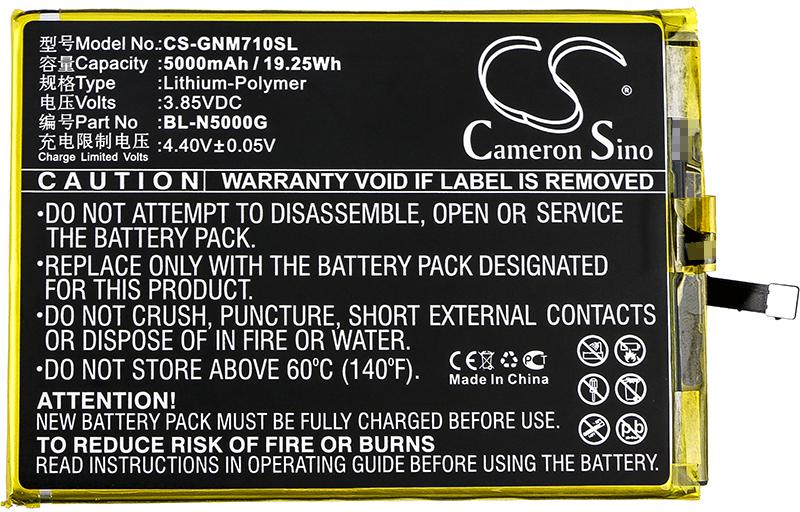 型号Model No.:CS-GNM710SL
容量Capacity :5000mAh / 19.25Wh
规格Type :Lithium-Polymer
电压Volts :3.85VDC
编号Part No :BL-N5000G
充电限制电压 :4.40V±0.05V
Charge Limited Volts
CS ®
Cameron Sino
CAUTION WARRANTY VOID IF LABEL IS REMOVED
•DO NOT ATTEMPT TO DISASSEMBLE, OPEN OR SERVICE
THE BATTERY PACK.
•REPLACE ONLY WITH THE BATTERY PACK DESIGNATED
FOR THIS PRODUCT.
•DO NOT CRUSH, PUNCTURE, SHORT EXTERNAL CONTACTS
OR DISPOSE OF IN FIRE OR WATER.
•DO NOT STORE ABOVE 60ºC (140ºF).
CE PCT
Made In China
Pb
ATTENTION!
NEW BATTERY PACK MUST BE FULLY CHARGED BEFORE USE.
TO REDUCE RISK OF FIRE OR BURNS
READ INSTRUCTIONS IN OPERATING GUIDE BEFORE USING THE BATTERY.